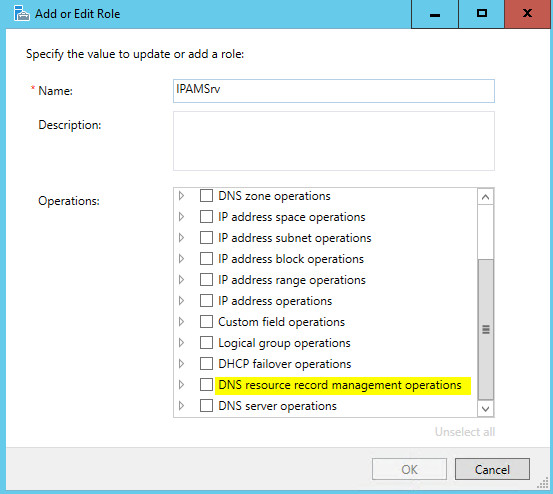 Add or Edit Role
Specify the value to update or add a role:
* Name:
IPAMSrv
Description:
Operations:
DNS zone operations
IP address space operations
IP address subnet operations
IP address block operations
IP address range operations
IP address operations
Custom field operations
Logical group operations
DHCP failover operations
DNS resource record management operations
DNS server operations
Unselect all
OK
Cancel